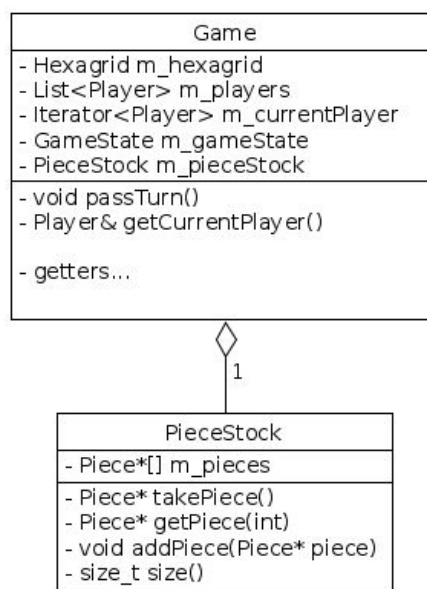 Game
- Hexagrid m_hexagrid
- List<Player> m_players
- Iterator<Player> m_currentPlayer
- GameState m_gameState
- PieceStock m_pieceStock
- void passTurn()
- Player& getCurrentPlayer()
- getters...
1
PieceStock
- Piece*[] m_pieces
- Piece* takePiece()
- Piece* getPiece(int)
- void addPiece(Piece* piece)
- size_t size()